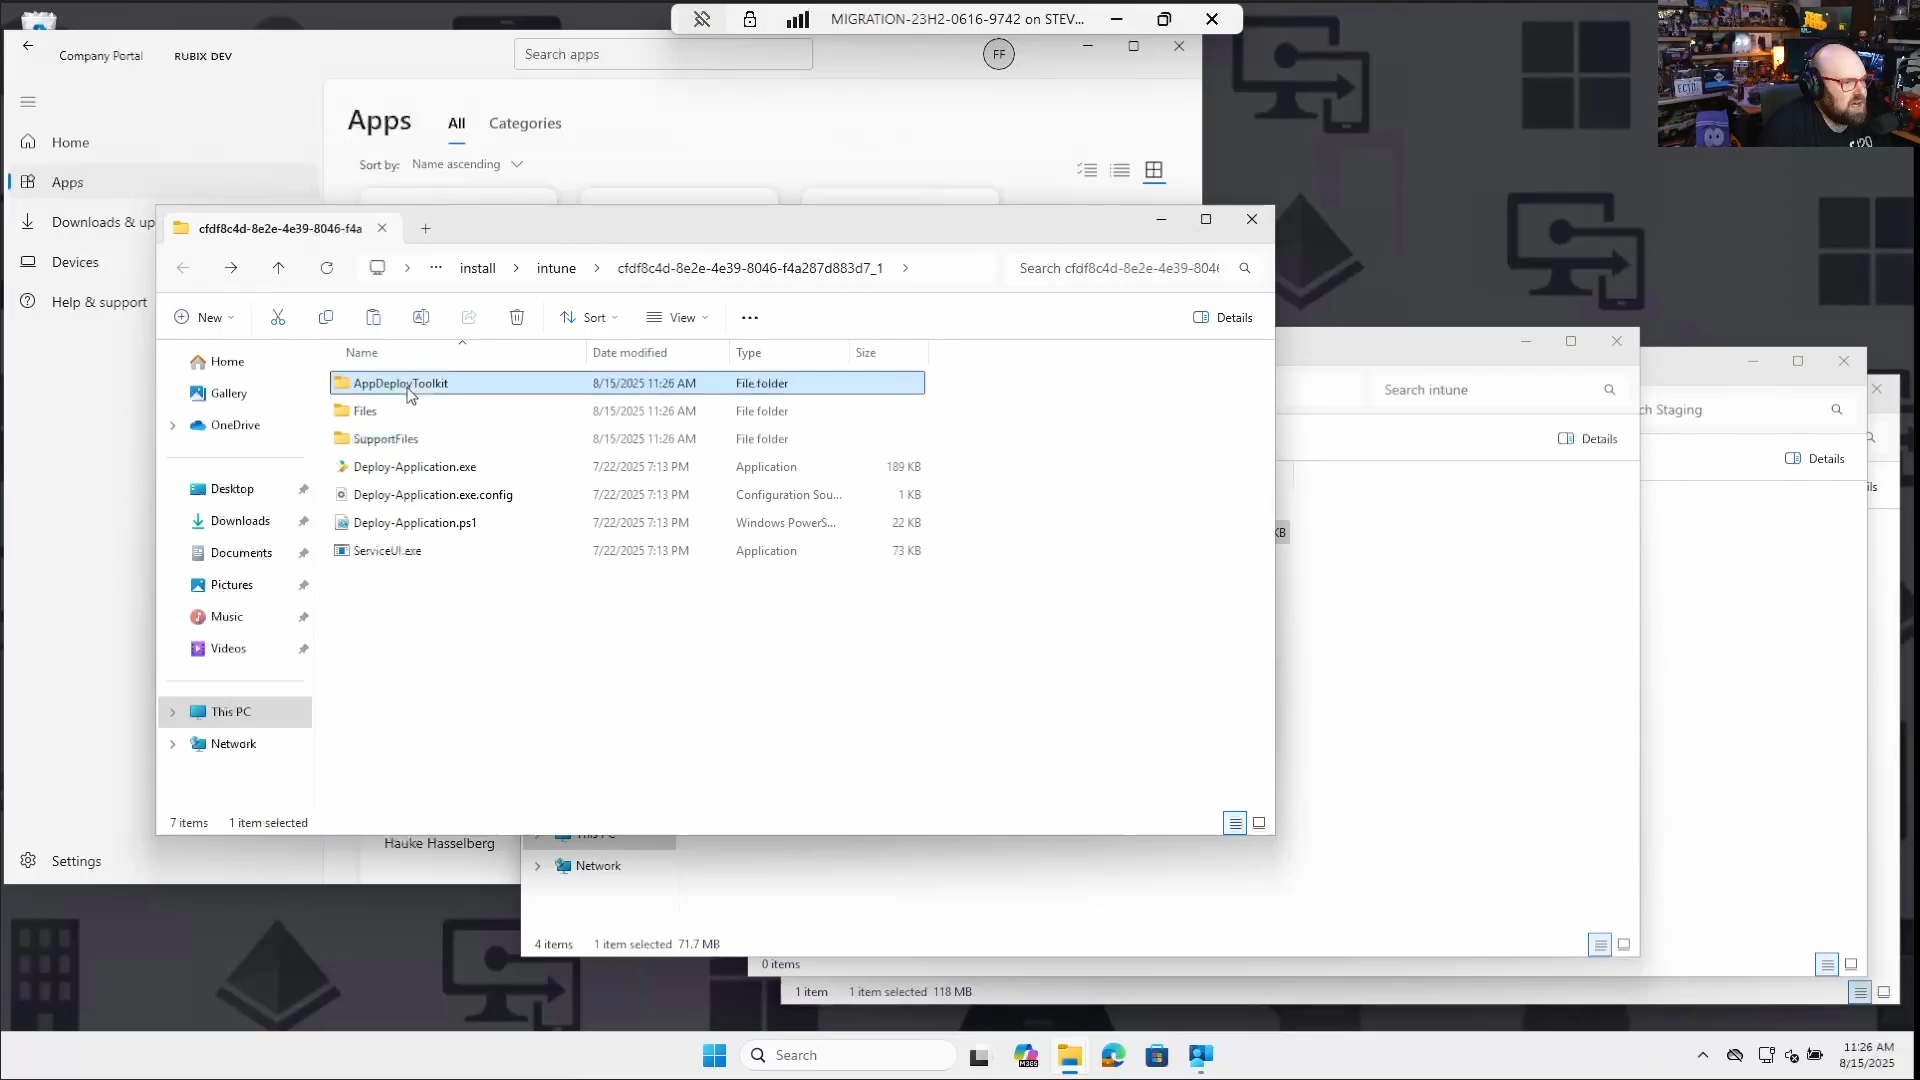 MIGRATION-23H2-0616-9742 on STEV...
Company Portal
RUBIX DEV
Search apps
FF
Apps
All
Categories
Sort by: Name ascending
Home
Apps
Downloads & up
Devices
Help & support
Settings
Hauke Hasselberg
cfdf8c4d-8e2e-4e39-8046-f4a
install
intune
cfdf8c4d-8e2e-4e39-8046-f4a287d883d7_1
Search cfdf8c4d-8e2e-4e39-8046
New
Sort
View
Details
Home
Gallery
OneDrive
Desktop
Downloads
Documents
Pictures
Music
Videos
This PC
Network
Name Date modified Type Size
AppDeployToolkit 8/15/2025 11:26 AM File folder
Files 8/15/2025 11:26 AM File folder
SupportFiles 8/15/2025 11:26 AM File folder
Deploy-Application.exe 7/22/2025 7:13 PM Application 189 KB
Deploy-Application.exe.config 7/22/2025 7:13 PM Configuration Sou... 1 KB
Deploy-Application.ps1 7/22/2025 7:13 PM Windows PowerS... 22 KB
ServiceUI.exe 7/22/2025 7:13 PM Application 73 KB
7 items 1 item selected
Search intune
Details
KB
This PC
Network
4 items 1 item selected 71.7 MB
ch Staging
Details
0 items
ils
1 item 1 item selected 118 MB
Search
M365
11:26 AM
8/15/2025